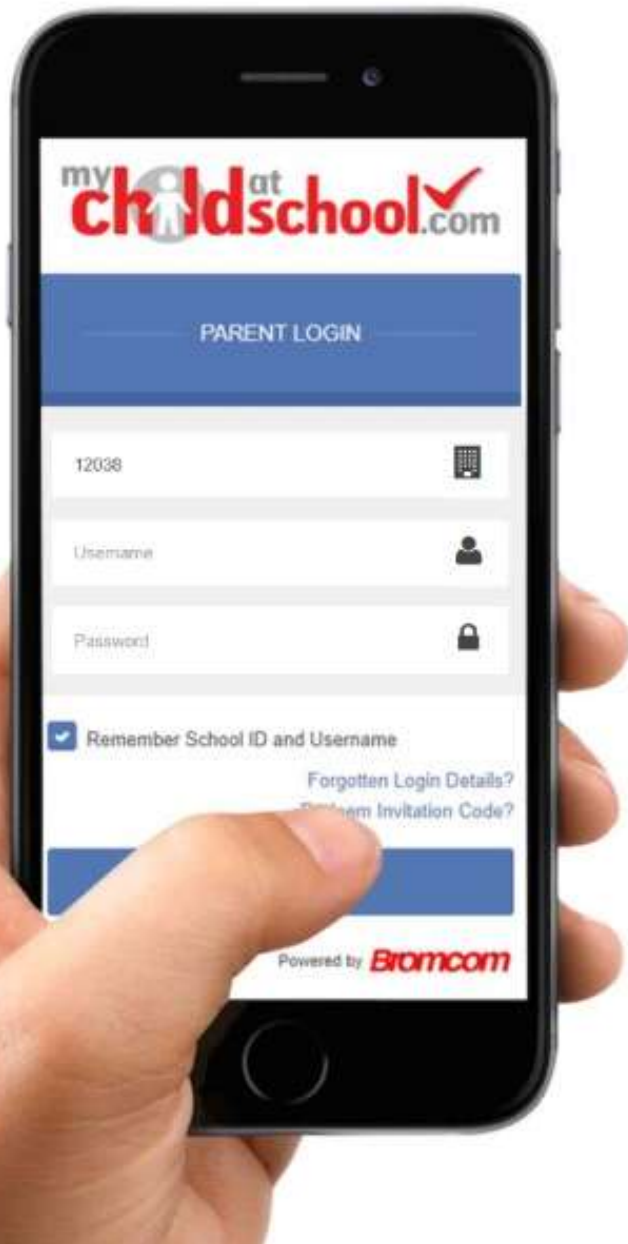 my child at school.com
PARENT LOGIN
12038
Username
Password
Remember School ID and Username
Forgotten Login Details?
Invitation Code?
Powered by Bromcom